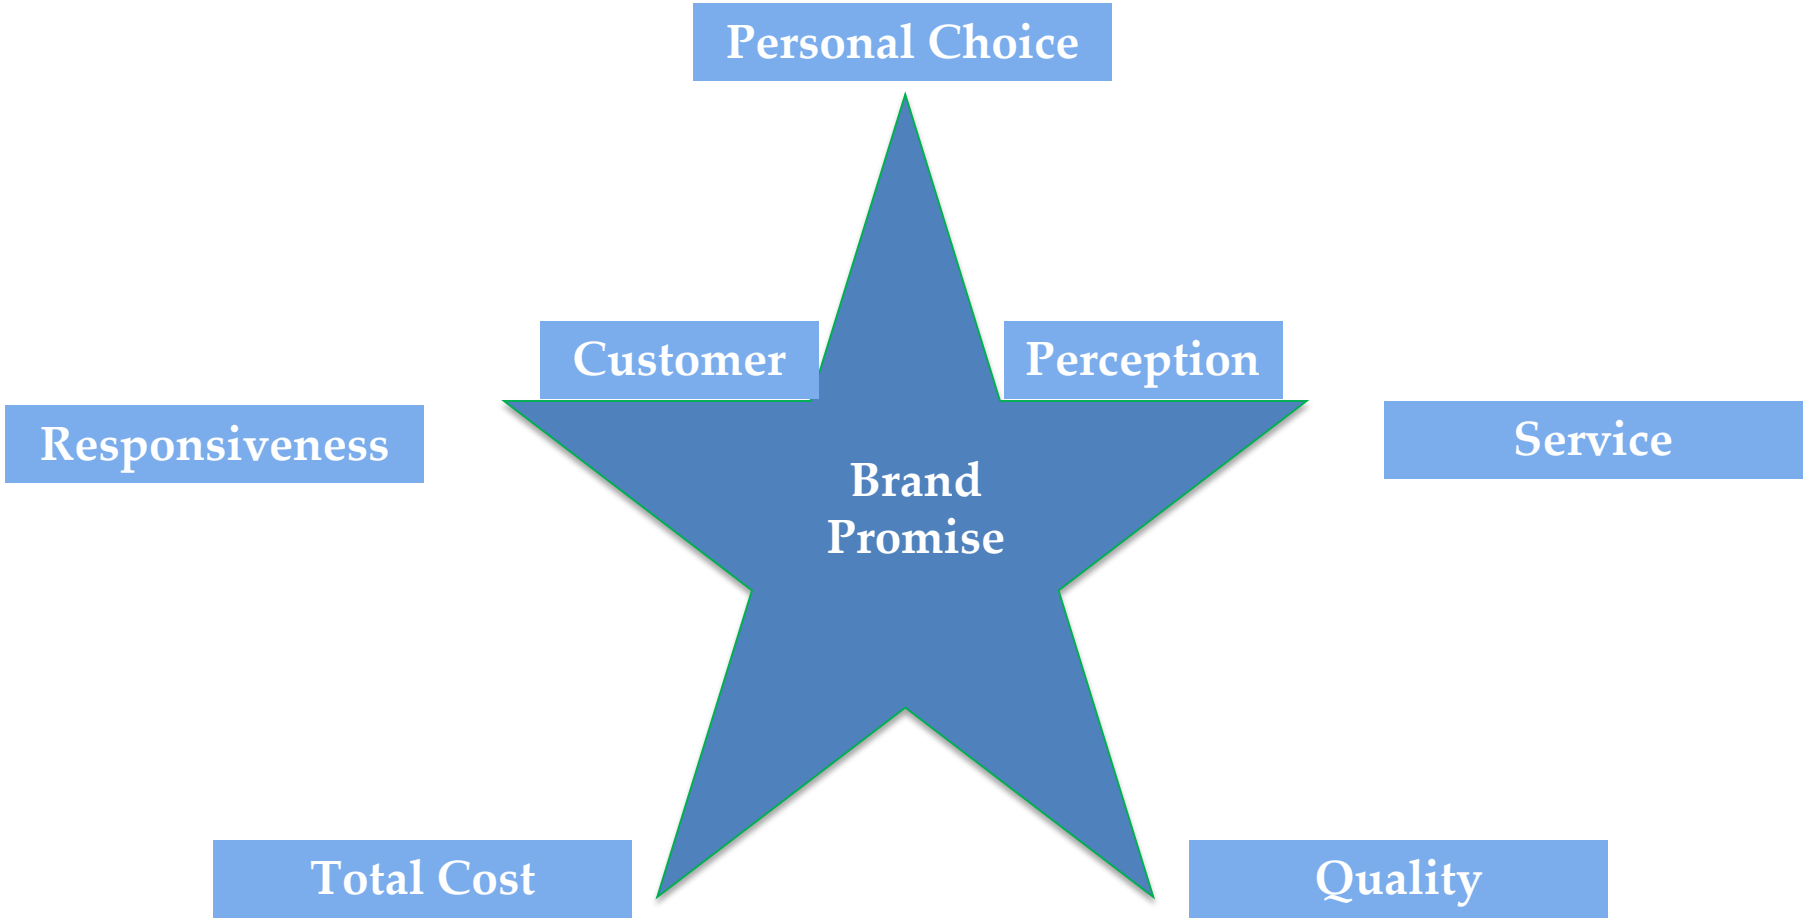 Personal Choice
Customer
Perception
Responsiveness
Service
Brand
Promise
Total Cost
Quality